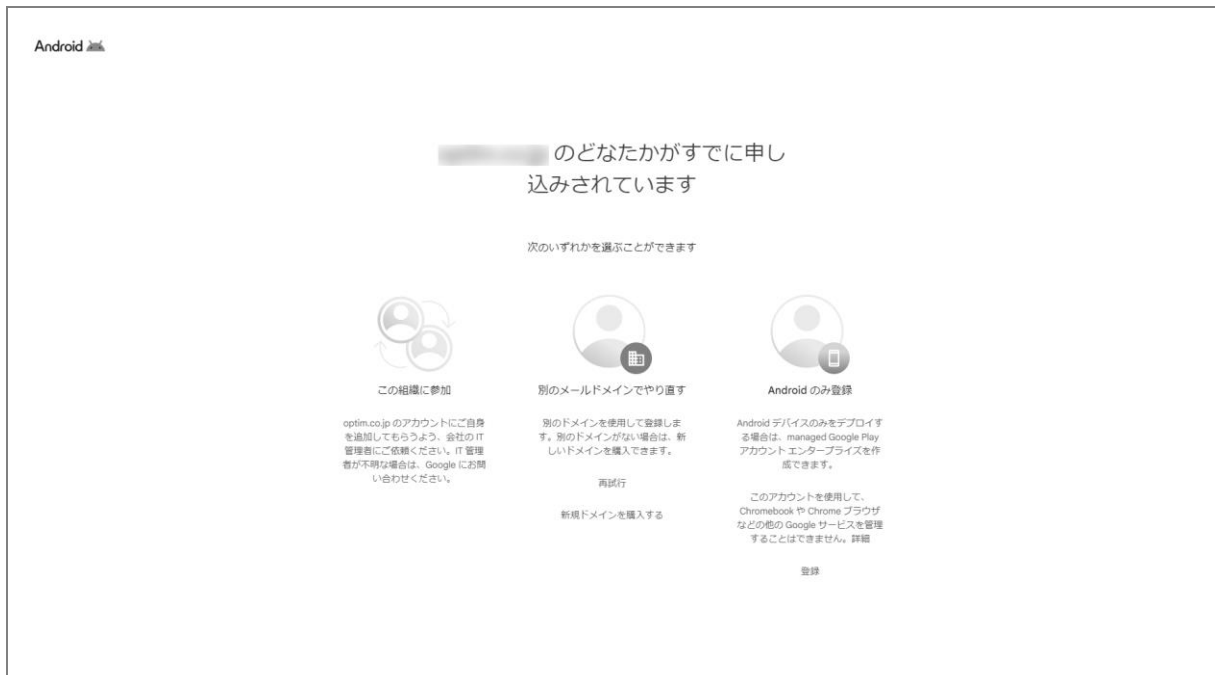 Android
のどなたかがすでに申し
込みされています
次のいずれかを選ぶことができます
この組織に参加
optim.co.jp のアカウントにご自身
を追加してもらうよう、会社の IT
管理者にご依頼ください。IT 管理
者が不明な場合は、Google にお問
い合わせください。
別のメールドメインでやり直す
別のドメインを使用して登録しま
す。別のドメインがない場合は、新
しいドメインを購入できます。
再試行
新規ドメインを購入する
Android のみ登録
Android デバイスのみをデプロイす
る場合は、managed Google Play
アカウント エンタープライズを作
成できます。
このアカウントを使用して、
Chromebook や Chrome ブラウザ
などの他の Google サービスを管理
することはできません。詳細
登録